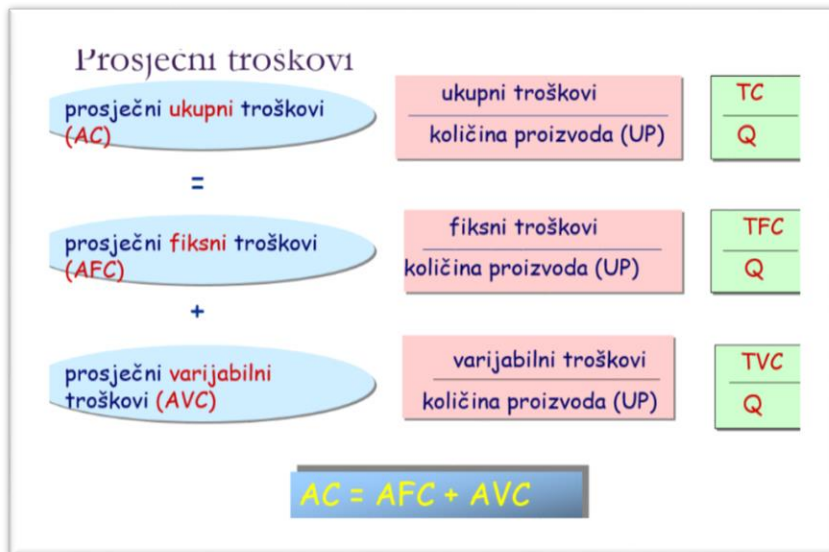 Prosječni troškovi
prosječni ukupni troškovi
(AC)
ukupni troškovi
količina proizvoda (UP)
TC
Q
=
prosječni fiksni troškovi
(AFC)
fiksni troškovi
količina proizvoda (UP)
TFC
Q
+
prosječni varijabilni
troškovi (AVC)
varijabilni troškovi
količina proizvoda (UP)
TVC
Q
AC = AFC + AVC